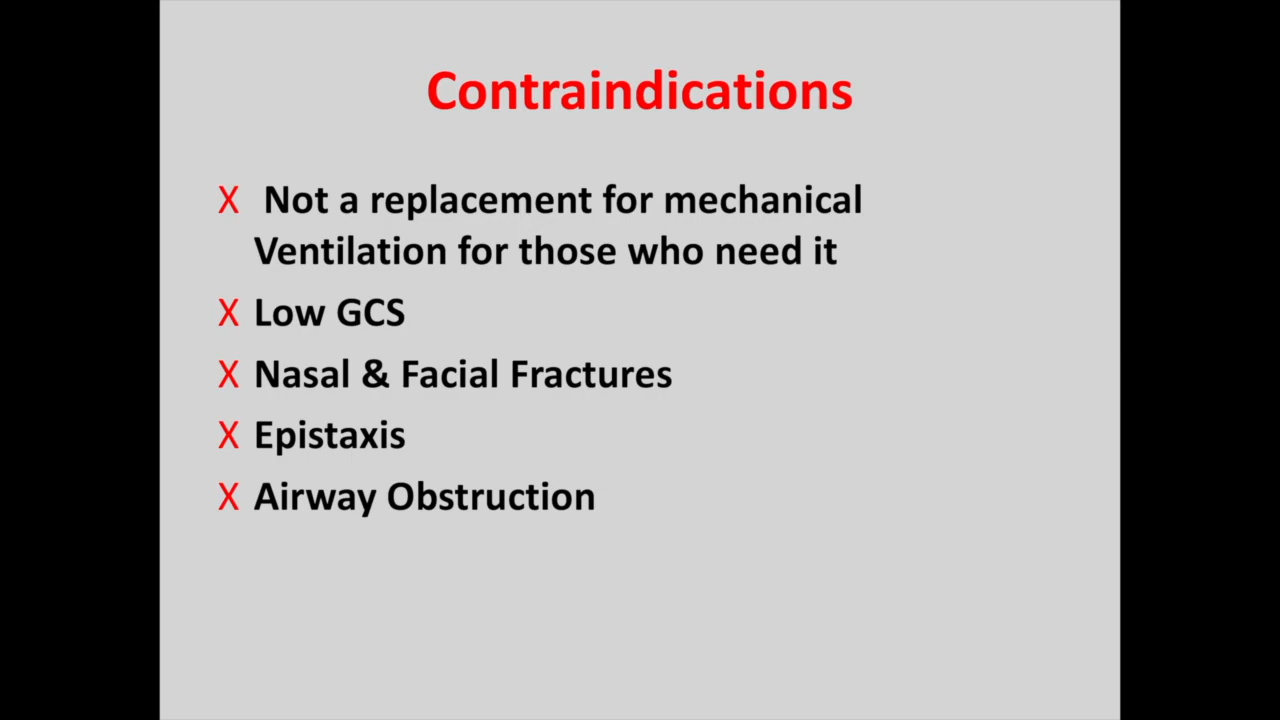 Contraindications
X Not a replacement for mechanical
Ventilation for those who need it
X Low GCS
X Nasal & Facial Fractures
X Epistaxis
X Airway Obstruction